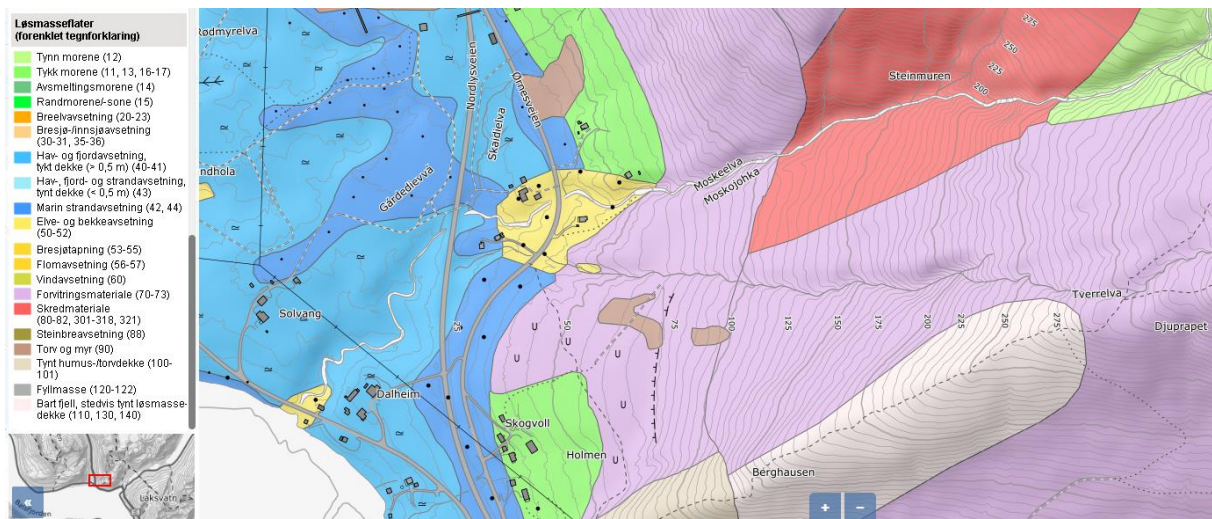 Løsmasseflater
(forenklet tegnforklaring)
Tynn morene (12)
Tykk morene (11, 13, 16-17)
Avsmeltingsmorene (14)
Randmorene/-sone (15)
Breelvavsetning (20-23)
Bresjø-/innsjøavsetning
(30-31, 35-36)
Hav- og fjordavsetning,
tykt dekke (> 0,5 m) (40-41)
Hav-, fjord- og strandavsetning,
tynt dekke (< 0,5 m) (43)
Marin strandavsetning (42, 44)
Elve- og bekkeavsetning
(50-52)
Bresjøtapning (53-55)
Flomavsetning (56-57)
Vindavsetning (60)
Forvitringsmateriale (70-73)
Skredmateriale
(80-82, 301-318, 321)
Steinbreavsetning (88)
Torv og myr (90)
Tynt humus-/torvdekke (100-
101)
Fyllmasse (120-122)
Bart fjell, stedvis tynt løsmasse-
dekke (110, 130, 140)
«
Laksvatn
Rødmyrelva
ndhola
Gárdedievvá
Nordlysveien
Skaidielva
Ørnesveien
Steinmuren
225
250
225
200
Moskeelva
Moskojohka
Tverrelva
Djuprapet
Solvang
25
50
75
100
125
125
150
175
200
225
250
275
Dalheim
Skogvoll
Holmen
Berghausen
+
−